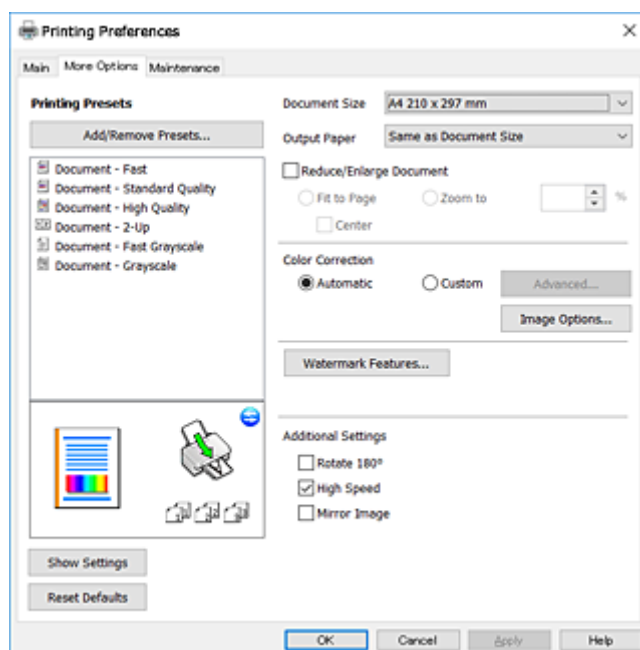 Printing Preferences
Main More Options Maintenance
Printing Presets
Add/Remove Presets...
Document - Fast
Document - Standard Quality
Document - High Quality
Document - 2-Up
Document - Fast Grayscale
Document - Grayscale
Show Settings
Reset Defaults
Document Size A4 210 x 297 mm
Output Paper Same as Document Size
Reduce/Enlarge Document
Fit to Page Zoom to %
Center
Color Correction
Automatic Custom Advanced...
Image Options...
Watermark Features...
Additional Settings
Rotate 180°
High Speed
Mirror Image
OK Cancel Apply Help